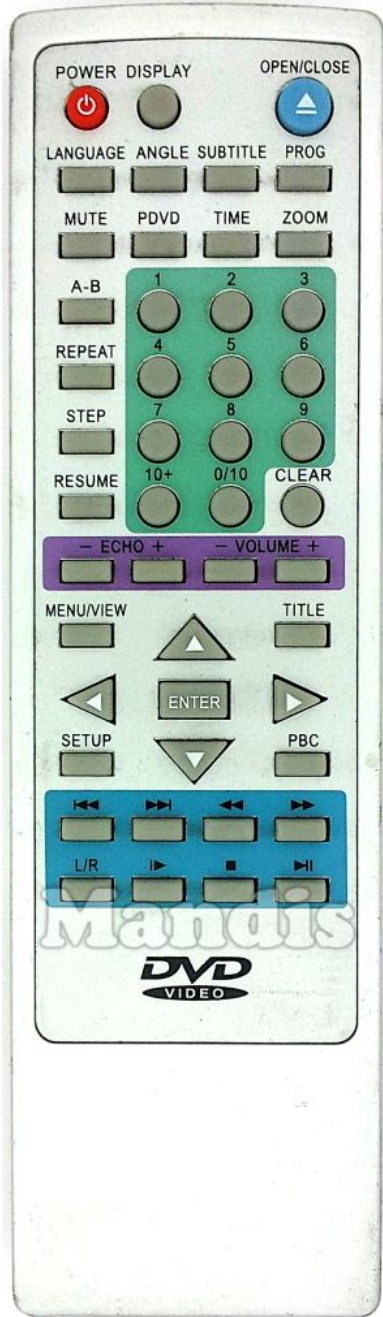 POWER DISPLAY OPEN/CLOSE
LANGUAGE ANGLE SUBTITLE PROG
MUTE PDVD TIME ZOOM
A-B 1 2 3
REPEAT 4 5 6
STEP 7 8 9
RESUME 10+ 0/10 CLEAR
- ECHO + - VOLUME +
MENU/VIEW TITLE
ENTER
SETUP PBC
L/R
Mandis
DVD
VIDEO